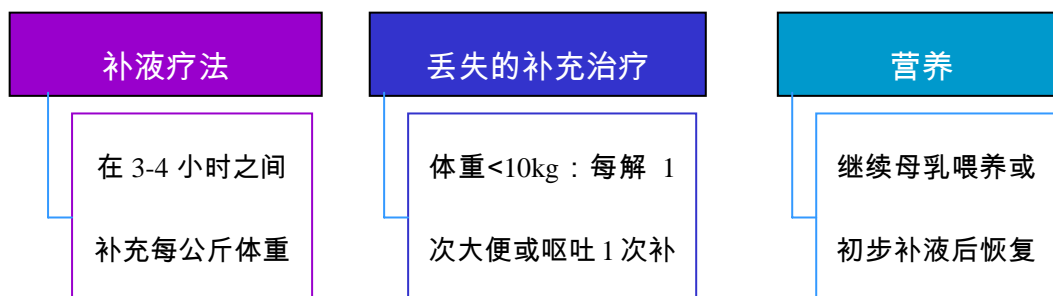 补液疗法
在 3-4 小时之间
补充每公斤体重
丢失的补充治疗
体重<10kg：每解 1
次大便或呕吐 1 次补
营养
继续母乳喂养或
初步补液后恢复